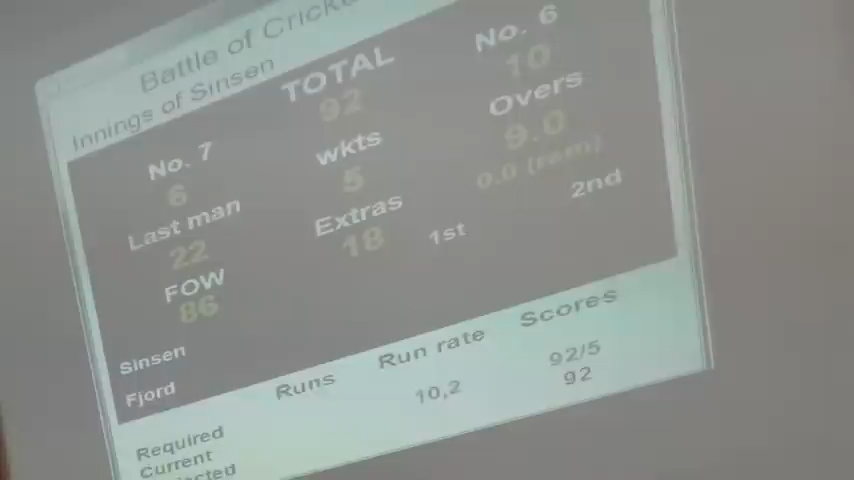 Battle of Cricke
Innings of Sinsen
No. 7
TOTAL
No. 6
6
92
10
Last man
wkts
Overs
22
5
9.0
0.0 (rem)
FOW
Extras
86
18
1st
2nd
Sinsen
Fjord
Runs
Run rate
Scores
Required
92/5
Current
10,2
92
cted